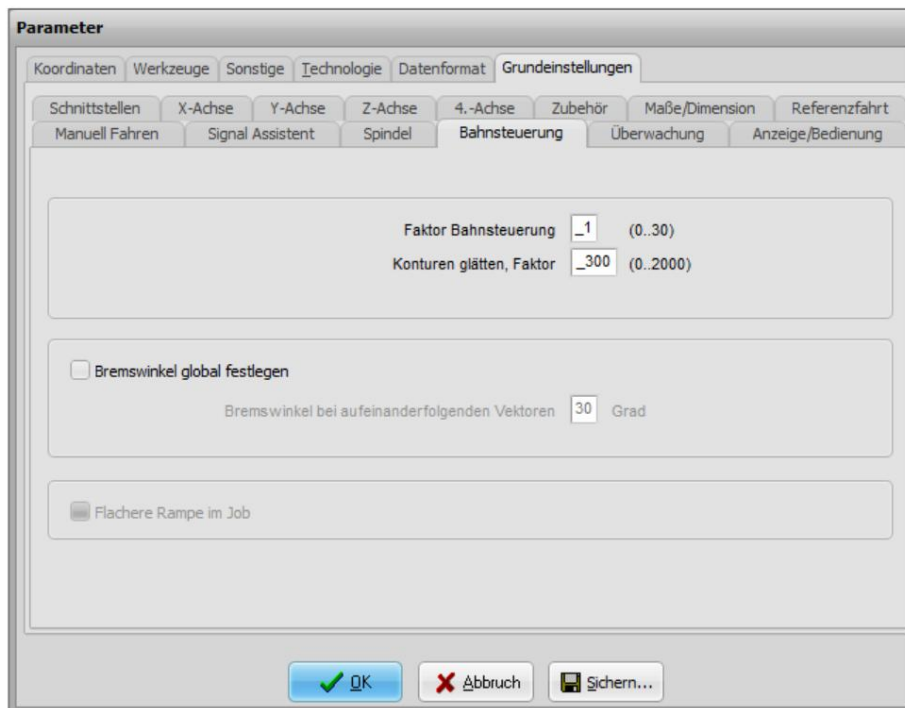 Parameter
Koordinaten Werkzeuge Sonstige Technologie Datenformat Grundeinstellungen
Schnittstellen X-Achse Y-Achse Z-Achse 4.-Achse Zubehör Maße/Dimension Referenzfahrt
Manuell Fahren Signal Assistent Spindel Bahnsteuerung Überwachung Anzeige/Bedienung
Faktor Bahnsteuerung _1 (0..30)
Konturen glätten, Faktor _300 (0..2000)
Bremswinkel global festlegen
Bremswinkel bei aufeinanderfolgenden Vektoren 30 Grad
Flachere Rampe im Job
OK Abbruch Sichern...